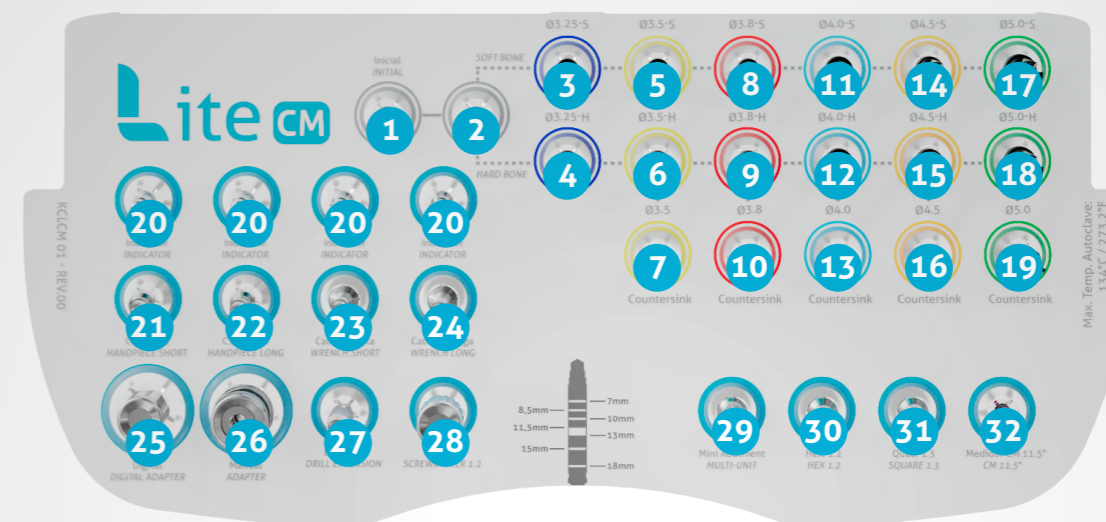 Ø3.25-S Ø3.5-S Ø3.8-S Ø4.0-S Ø4.5-S Ø5.0-S
Inicial
INITIAL
SOFT BONE
Lite CM
1 2 3 5 8 11 14 17
Ø3.25-H Ø3.5-H Ø3.8-H Ø4.0-H Ø4.5-H Ø5.0-H
HARD BONE
4 6 9 12 15 18
Ø3.5 Ø3.8 Ø4.0 Ø4.5 Ø5.0
20 20 20 20
INDICATOR INDICATOR INDICATOR INDICATOR
7 10 13 16 19
Countersink Countersink Countersink Countersink Countersink
KCLCM 01 - REV.00
Max. Temp. Autoclave:
134°C / 273.2°F
21 22 23 24
HANDPIECE SHORT HANDPIECE LONG WRENCH SHORT WRENCH LONG
25 26 27 28
DIGITAL ADAPTER ADAPTER
7mm
8,5mm
10mm
11,5mm
13mm
15mm
18mm
29 30 31 32
Mini
Medidor CM 11.5°
MULTI-UNIT HEX 1.2 SQUARE 1.3 CM 11.5°